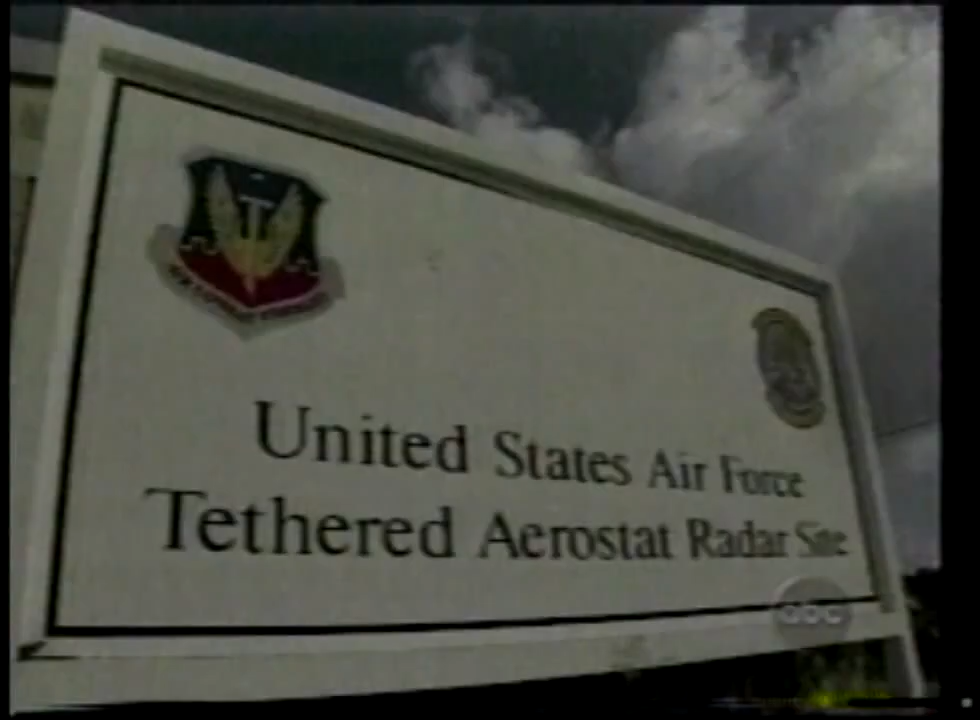 United States Air Force
Tethered Aerostat Radar Site
abc